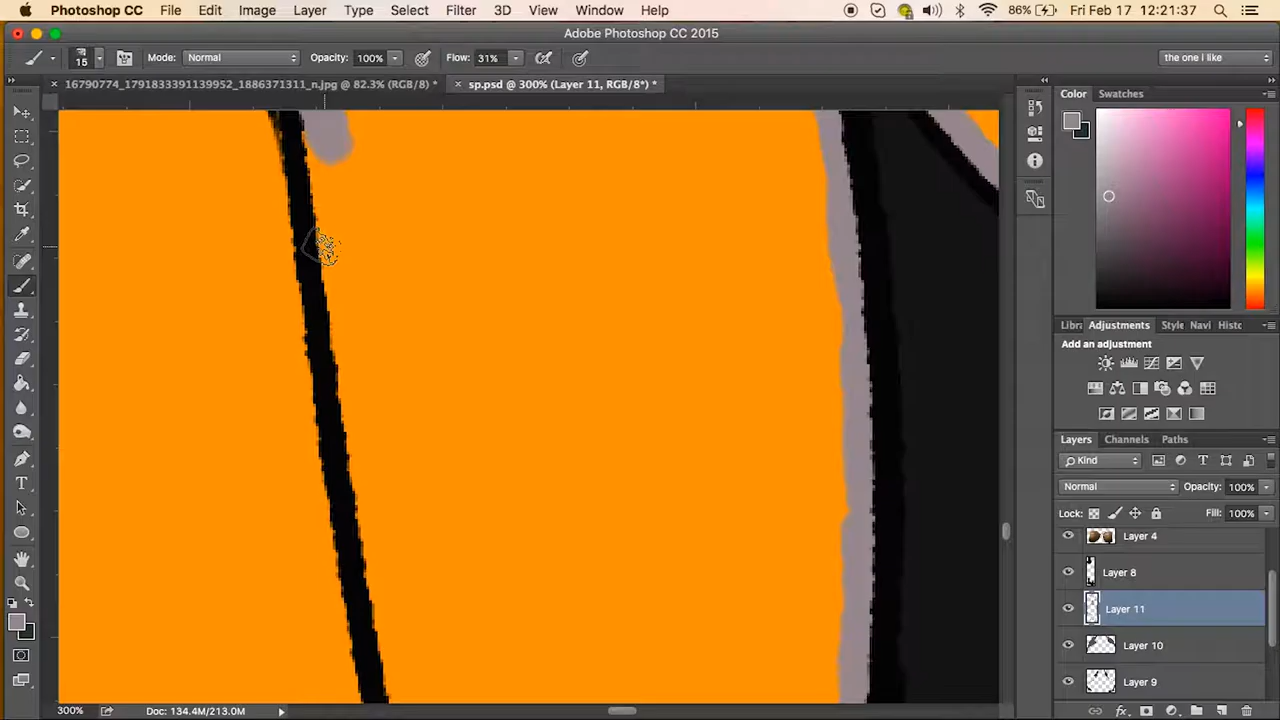 Photoshop CC File Edit Image Layer Type Select Filter 3D View Window Help 86% Fri Feb 17 12:21:37
Adobe Photoshop CC 2015
15 Mode: Normal Opacity: 100% Flow: 31% the one i like
16790774_1791833391139952_1886371311_n.jpg @ 82.3% (RGB/8) * sp.psd @ 300% (Layer 11, RGB/8*) *
Color Swatches
Libra Adjustments Style Navi Histo
Add an adjustment
Layers Channels Paths
Kind
Normal Opacity: 100%
Lock: Fill: 100%
Layer 4
Layer 8
Layer 11
Layer 10
Layer 9
300% Doc: 134.4M/213.0M